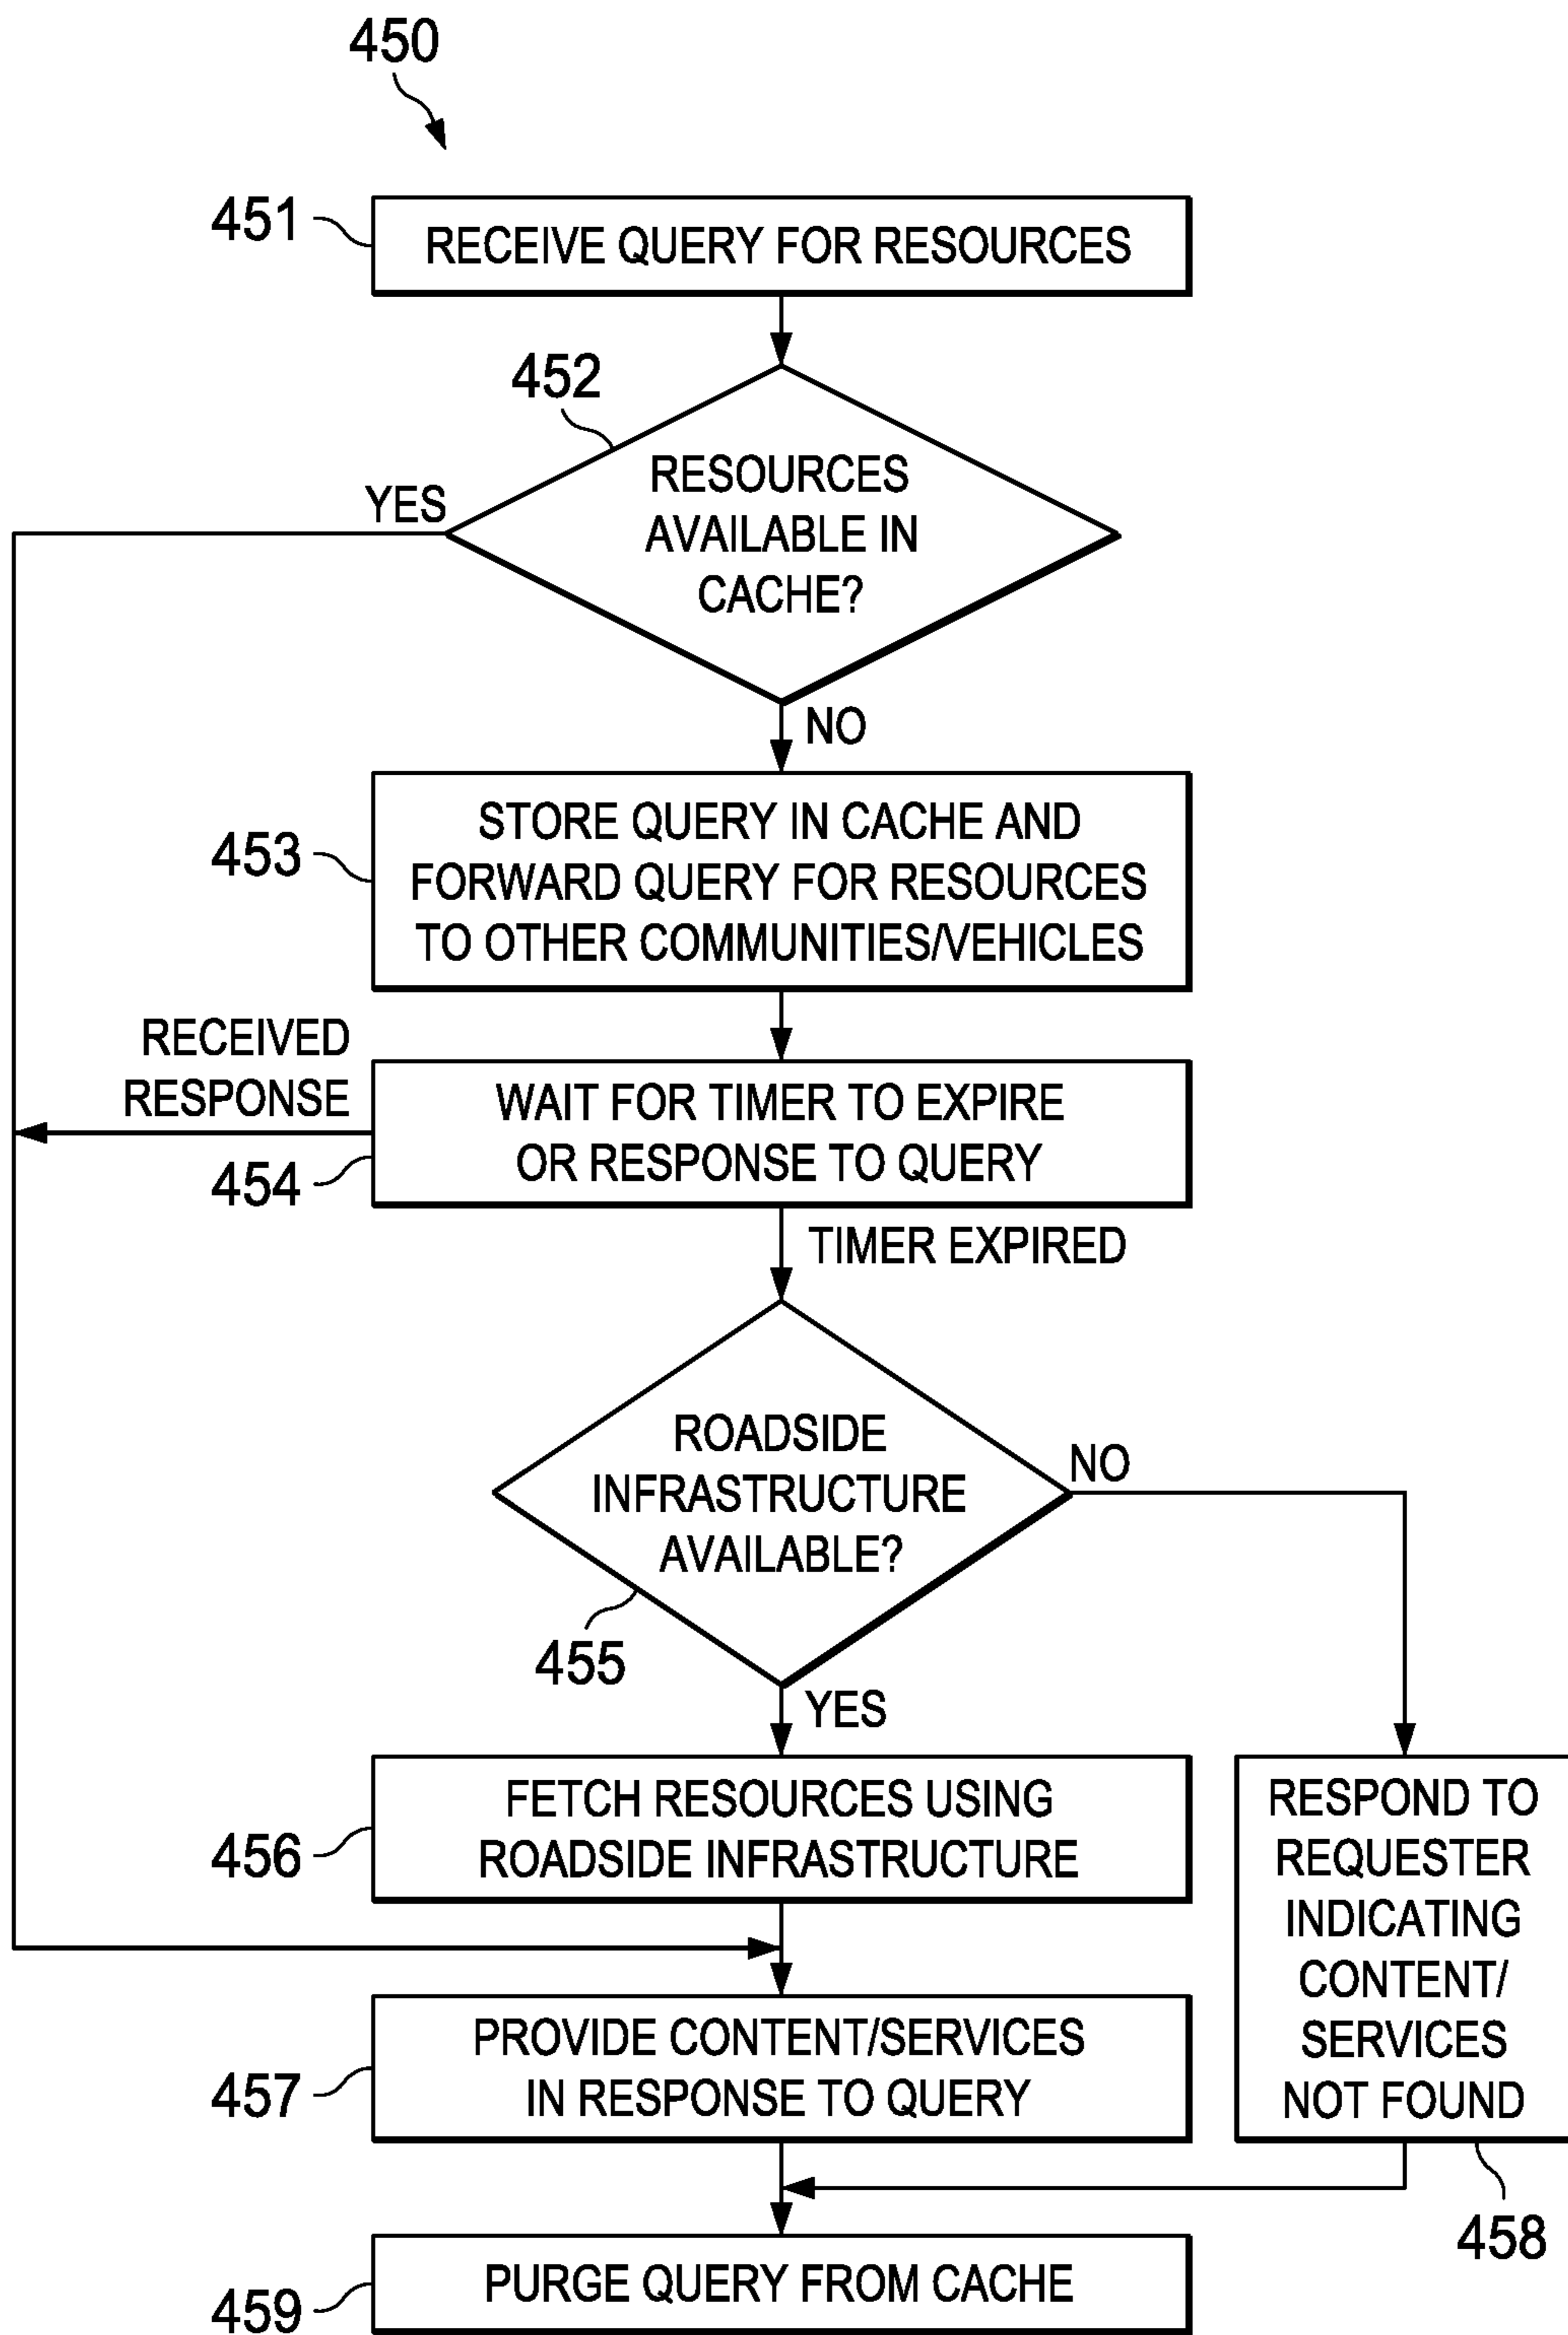 450
451
RECEIVE QUERY FOR RESOURCES
452
RESOURCES
AVAILABLE IN
CACHE?
YES
NO
453
STORE QUERY IN CACHE AND
FORWARD QUERY FOR RESOURCES
TO OTHER COMMUNITIES/VEHICLES
RECEIVED
RESPONSE
454
WAIT FOR TIMER TO EXPIRE
OR RESPONSE TO QUERY
TIMER EXPIRED
ROADSIDE
INFRASTRUCTURE
AVAILABLE?
NO
455
YES
456
FETCH RESOURCES USING
ROADSIDE INFRASTRUCTURE
RESPOND TO
REQUESTER
INDICATING
CONTENT/
SERVICES
NOT FOUND
457
PROVIDE CONTENT/SERVICES
IN RESPONSE TO QUERY
458
459
PURGE QUERY FROM CACHE